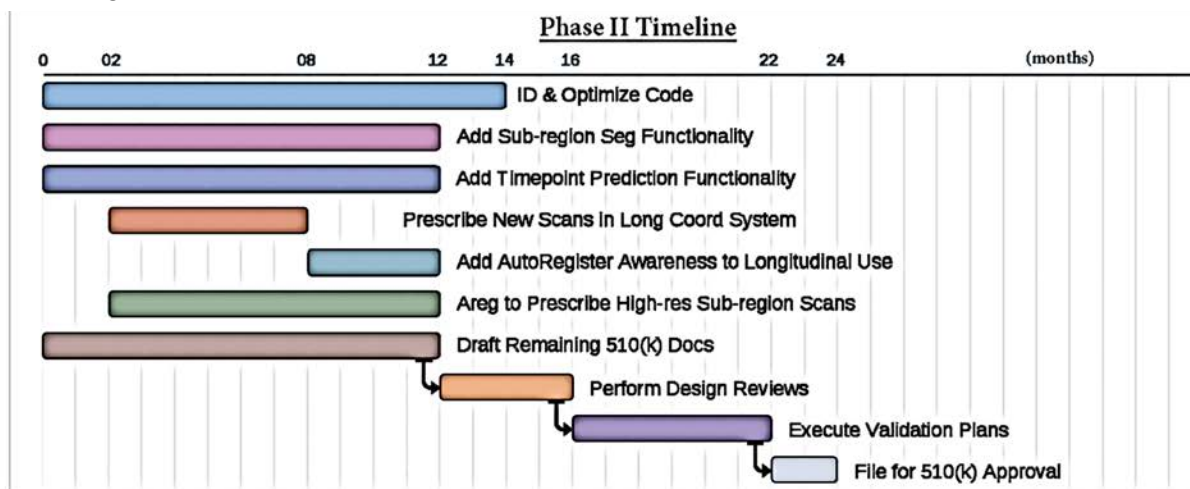 Phase II Timeline
0 02 08 12 14 16 22 24 (months)
ID & Optimize Code
Add Sub-region Seg Functionality
Add Timepoint Prediction Functionality
Prescribe New Scans in Long Coord System
Add AutoRegister Awareness to Longitudinal Use
Areg to Prescribe High-res Sub-region Scans
Draft Remaining 510(k) Docs
Perform Design Reviews
Execute Validation Plans
File for 510(k) Approval